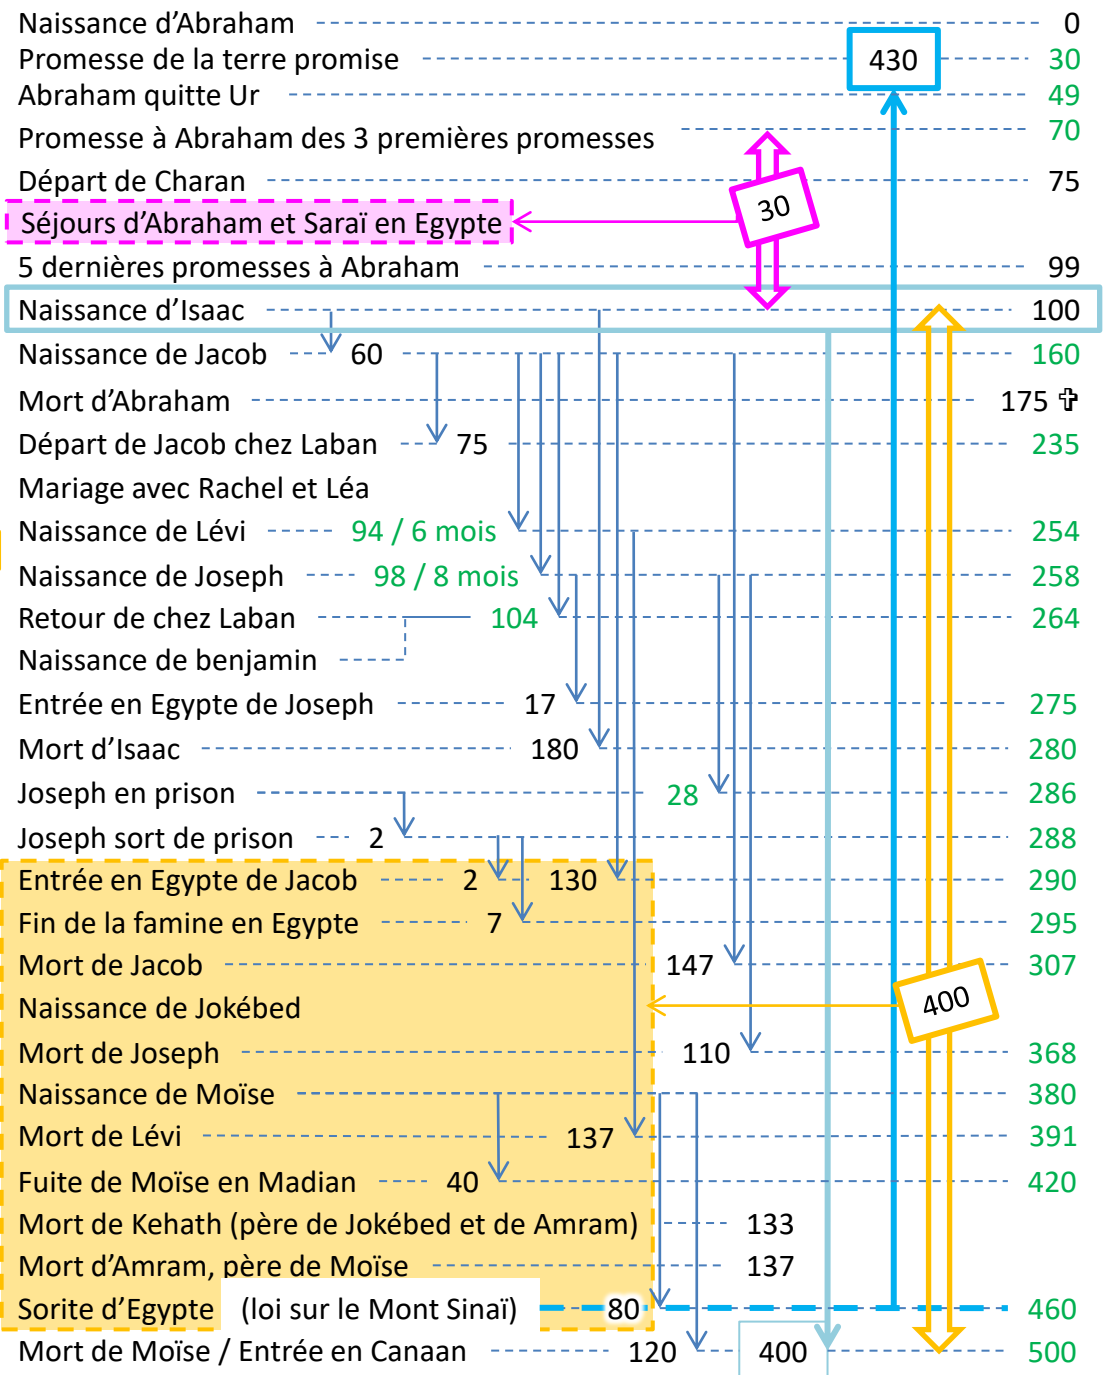 Naissance d’Abraham 0
Promesse de la terre promise 430 30
Abraham quitte Ur 49
Promesse à Abraham des 3 premières promesses 70
Départ de Charan 75
Séjours d’Abraham et Saraï en Egypte 30
5 dernières promesses à Abraham 99
Naissance d’Isaac 100
Naissance de Jacob 60 160
Mort d’Abraham 175 ✞
Départ de Jacob chez Laban 75 235
Mariage avec Rachel et Léa
Naissance de Lévi 94 / 6 mois 254
Naissance de Joseph 98 / 8 mois 258
Retour de chez Laban 104 264
Naissance de benjamin
Entrée en Egypte de Joseph 17 275
Mort d’Isaac 180 280
Joseph en prison 28 286
Joseph sort de prison 2 288
Entrée en Egypte de Jacob 2 130 290
Fin de la famine en Egypte 7 295
Mort de Jacob 147 307
Naissance de Jokébed 400
Mort de Joseph 110 368
Naissance de Moïse 380
Mort de Lévi 137 391
Fuite de Moïse en Madian 40 420
Mort de Kehath (père de Jokébed et de Amram) 133
Mort d’Amram, père de Moïse 137
Sorite d’Egypte (loi sur le Mont Sinaï) 80 460
Mort de Moïse / Entrée en Canaan 120 400 500